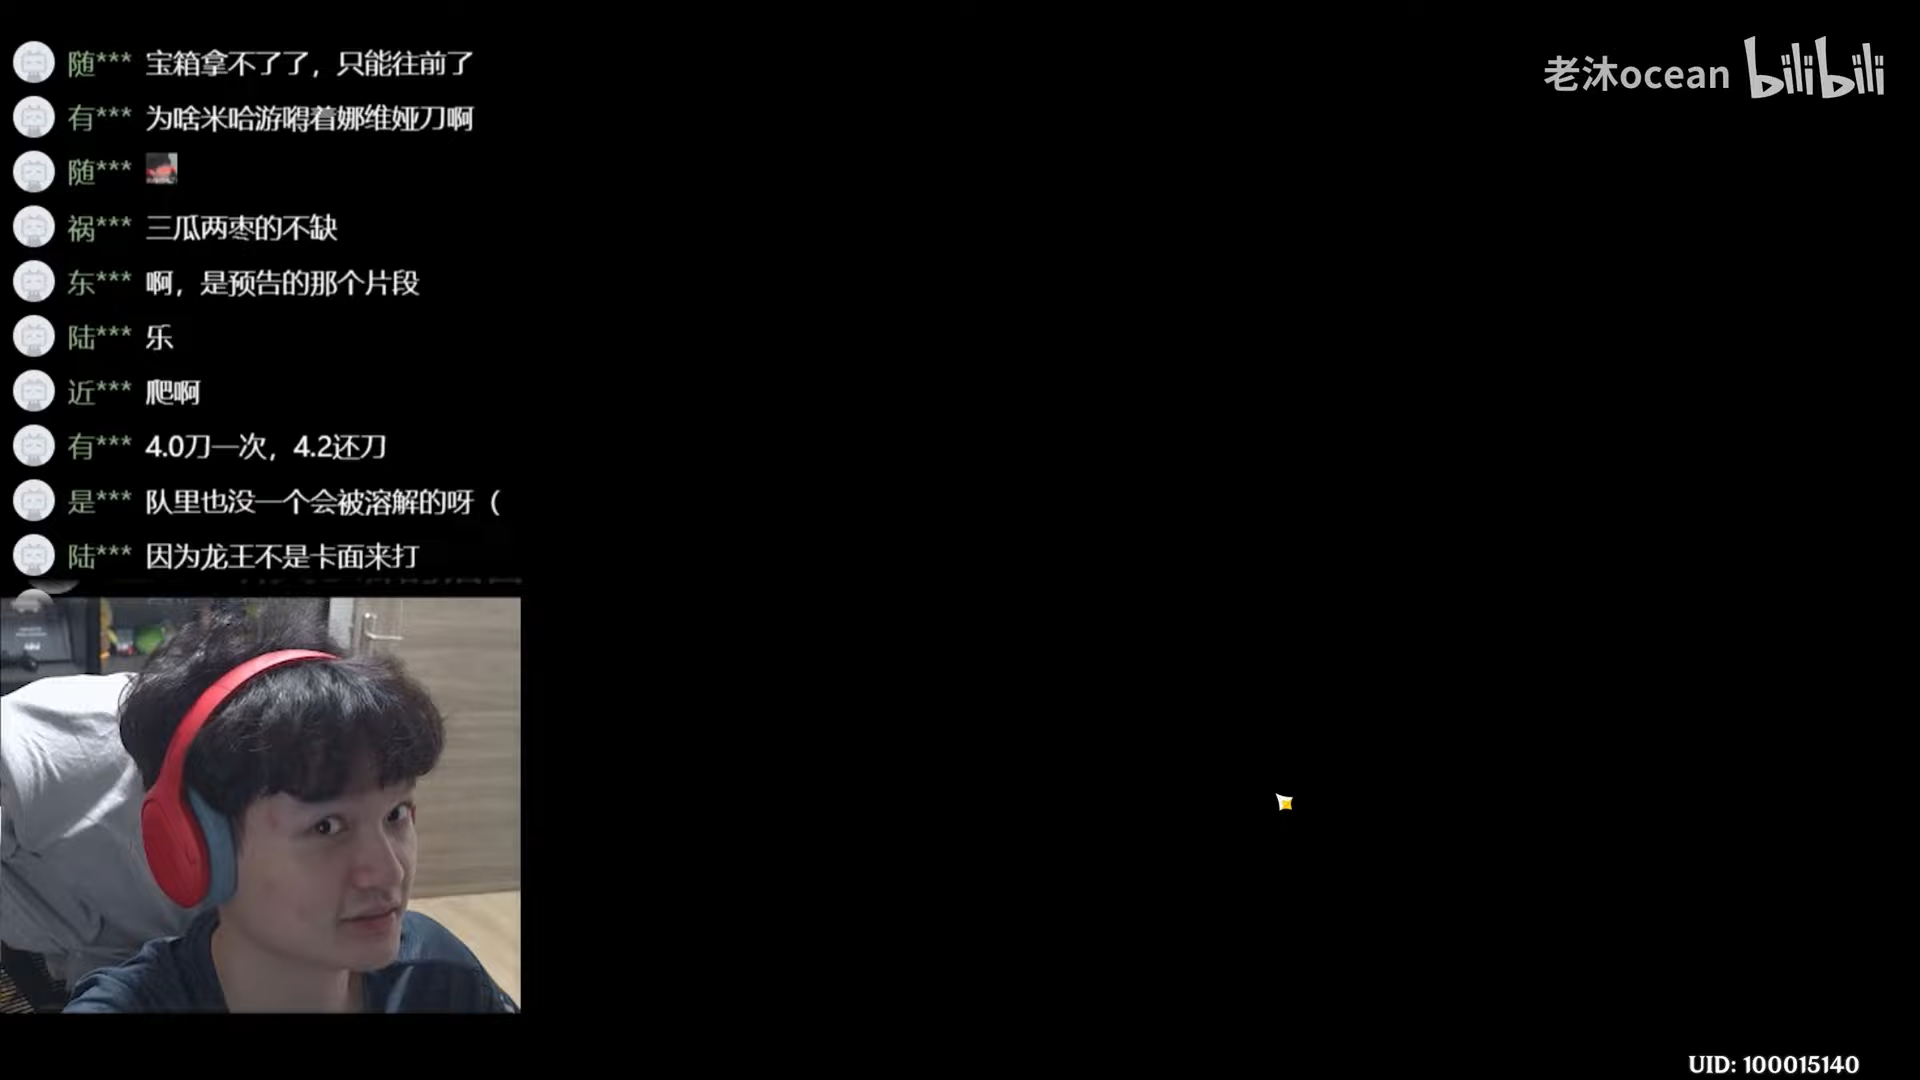 随*** 宝箱拿不了了，只能往前了
有*** 为啥米哈游嘚着娜维娅刀啊
随***
祸*** 三瓜两枣的不缺
东*** 啊，是预告的那个片段
陆*** 乐
近*** 爬啊
有*** 4.0刀一次，4.2还刀
是*** 队里也没一个会被溶解的呀（
陆*** 因为龙王不是卡面来打
老沐ocean bilibili
UID: 100015140